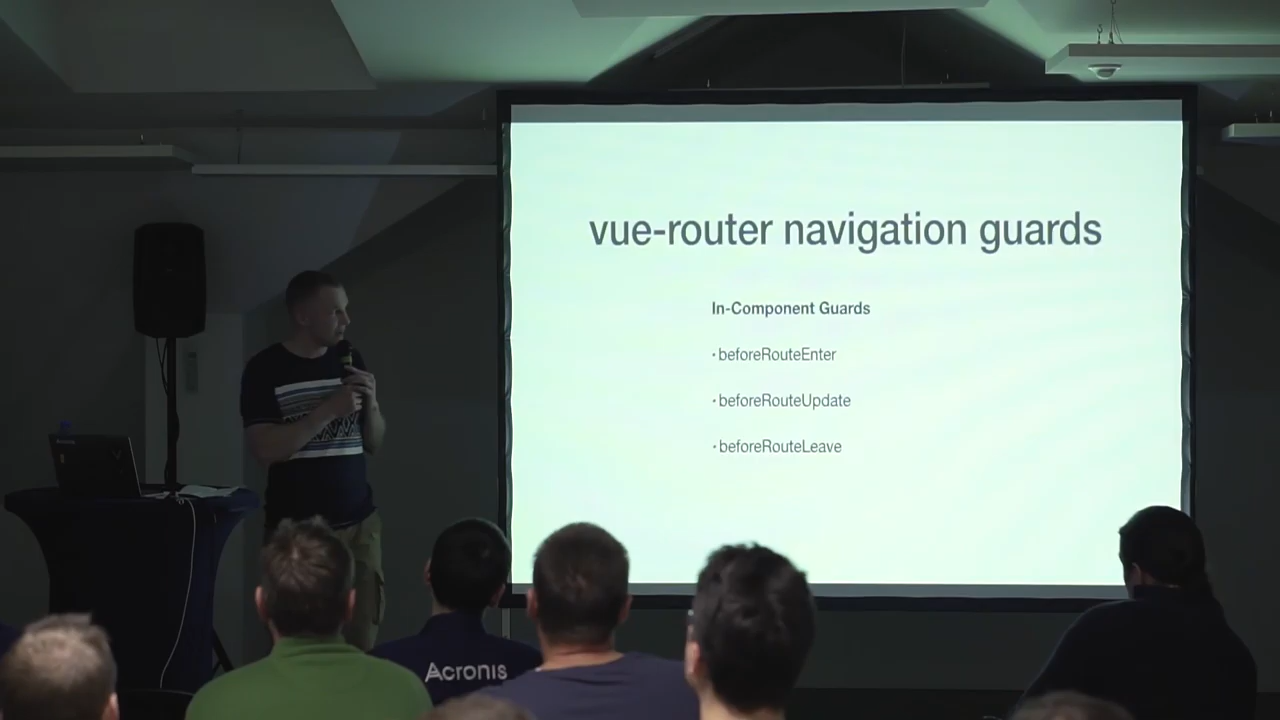 vue-router navigation guards
In-Component Guards
· beforeRouteEnter
· beforeRouteUpdate
· beforeRouteLeave
Acronis